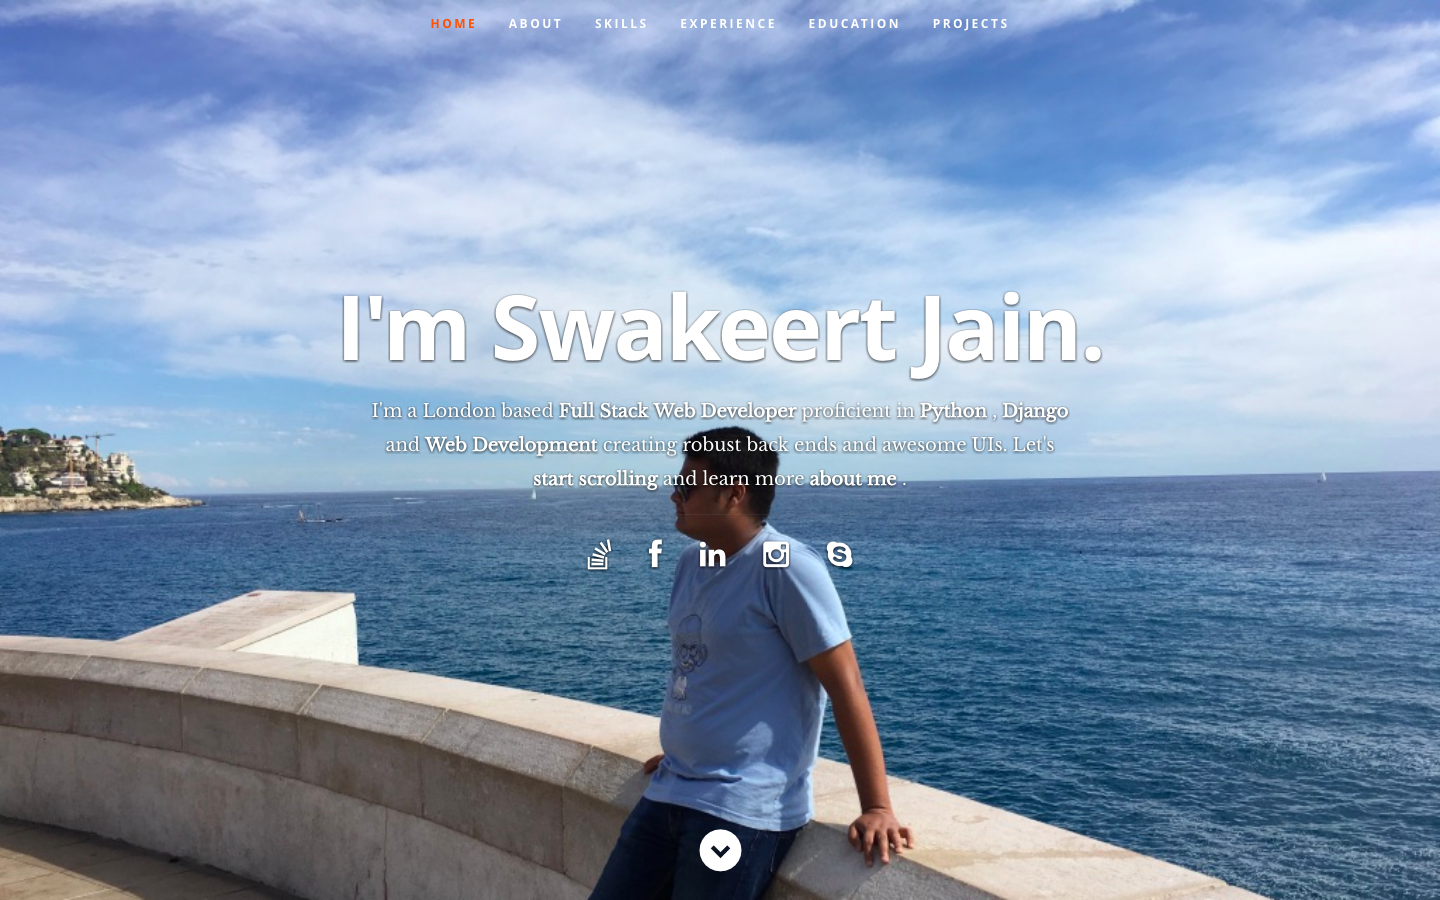 HOME ABOUT SKILLS EXPERIENCE EDUCATION PROJECTS
I'm Swakeert Jain.
I'm a London based Full Stack Web Developer proficient in Python , Django
and Web Development creating robust back ends and awesome UIs. Let's
start scrolling and learn more about me .